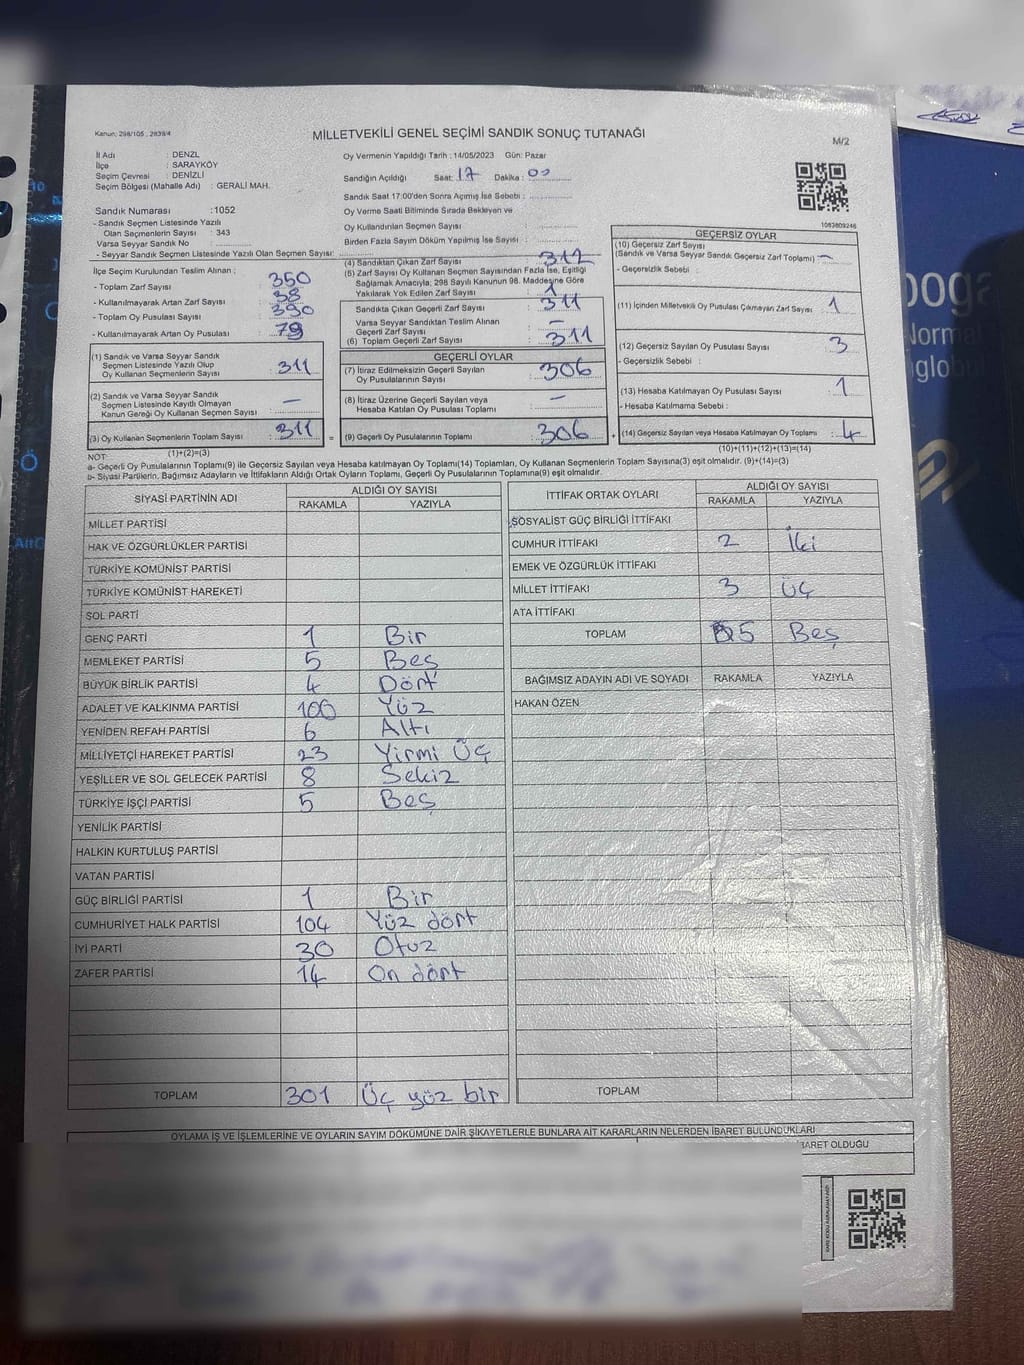 Kanun: 298/105 , 2839/4
MİLLETVEKİLİ GENEL SEÇİMİ SANDIK SONUÇ TUTANAĞI
M/2
İl Adı : DENZL
İlçe : SARAYKÖY
Seçim Çevresi : DENİZLİ
Seçim Bölgesi (Mahalle Adı) : GERALİ MAH.
Oy Vermenin Yapıldığı Tarih : 14/05/2023 Gün: Pazar
Sandığın Açıldığı Saat: 17 Dakika : 00
Sandık Saat 17:00'den Sonra Açımış İse Sebebi :
Oy Verme Saati Bitiminde Sırada Bekleyen ve
Oy Kullandırılan Seçmen Sayısı
Birden Fazla Sayım Döküm Yapılmış İse Sayısı :
Sandık Numarası :1052
- Sandık Seçmen Listesinde Yazılı
Olan Seçmenlerin Sayısı : 343
Varsa Seyyar Sandık No
- Seyyar Sandık Seçmen Listesinde Yazılı Olan Seçmen Sayısı:
İlçe Seçim Kurulundan Teslim Alınan ;
- Toplam Zarf Sayısı : 350
- Kullanılmayarak Artan Zarf Sayısı : 38
- Toplam Oy Pusulası Sayısı : 390
- Kullanılmayarak Artan Oy Pusulası : 79
(1) Sandık ve Varsa Seyyar Sandık
Seçmen Listesinde Yazılı Olup
Oy Kullanan Seçmenlerin Sayısı : 311
(2) Sandık ve Varsa Seyyar Sandık
Seçmen Listesinde Kayıtlı Olmayan
Kanun Gereği Oy Kullanan Seçmen Sayısı : —
(3) Oy Kullanan Seçmenlerin Toplam Sayısı : 311
(1)+(2)=(3)
(4) Sandıktan Çıkan Zarf Sayısı : 312
(5) Zarf Sayısı Oy Kullanan Seçmen Sayısından Fazla İse, Eşitliği
Sağlamak Amacıyla; 298 Sayılı Kanunun 98. Maddesine Göre
Yakılarak Yok Edilen Zarf Sayısı : 1
Sandıkta Çıkan Geçerli Zarf Sayısı : 311
Varsa Seyyar Sandıktan Teslim Alınan
Geçerli Zarf Sayısı : —
(6) Toplam Geçerli Zarf Sayısı : 311
GEÇERLİ OYLAR
(7) İtiraz Edilmeksizin Geçerli Sayılan
Oy Pusulalarının Sayısı : 306
(8) İtiraz Üzerine Geçerli Sayılan veya
Hesaba Katılan Oy Pusulası Toplamı : —
= (9) Geçerli Oy Pusulalarının Toplamı : 306
1063809246
GEÇERSİZ OYLAR
(10) Geçersiz Zarf Sayısı
(Sandık ve Varsa Seyyar Sandık Geçersiz Zarf Toplamı) : —
- Geçersizlik Sebebi :
(11) İçinden Milletvekili Oy Pusulası Çıkmayan Zarf Sayısı : 1
(12) Geçersiz Sayılan Oy Pusulası Sayısı : 3
- Geçersizlik Sebebi :
(13) Hesaba Katılmayan Oy Pusulası Sayısı : 1
- Hesaba Katılmama Sebebi :
+ (14) Geçersiz Sayılan veya Hesaba Katılmayan Oy Toplamı : 4
(10)+(11)+(12)+(13)=(14)
NOT:
a- Geçerli Oy Pusulalarının Toplamı(9) ile Geçersiz Sayılan veya Hesaba katılmayan Oy Toplamı(14) Toplamları, Oy Kullanan Seçmenlerin Toplam Sayısına(3) eşit olmalıdır. (9)+(14)=(3)
b- Siyasi Partilerin, Bağımsız Adayların ve İttifakların Aldığı Ortak Oyların Toplamı, Geçerli Oy Pusulalarının Toplamına(9) eşit olmalıdır.
SİYASİ PARTİNİN ADI ALDIĞI OY SAYISI
RAKAMLA YAZIYLA
MİLLET PARTİSİ
HAK VE ÖZGÜRLÜKLER PARTİSİ
TÜRKİYE KOMÜNİST PARTİSİ
TÜRKİYE KOMÜNİST HAREKETİ
SOL PARTİ
GENÇ PARTİ 1 Bir
MEMLEKET PARTİSİ 5 Beş
BÜYÜK BİRLİK PARTİSİ 4 Dört
ADALET VE KALKINMA PARTİSİ 100 Yüz
YENİDEN REFAH PARTİSİ 6 Altı
MİLLİYETÇİ HAREKET PARTİSİ 23 Yirmi Üç
YEŞİLLER VE SOL GELECEK PARTİSİ 8 Sekiz
TÜRKİYE İŞÇİ PARTİSİ 5 Beş
YENİLİK PARTİSİ
HALKIN KURTULUŞ PARTİSİ
VATAN PARTİSİ
GÜÇ BİRLİĞİ PARTİSİ 1 Bir
CUMHURİYET HALK PARTİSİ 104 Yüz dört
İYİ PARTİ 30 Otuz
ZAFER PARTİSİ 14 On dört
TOPLAM 301 Üç yüz bir
İTTİFAK ORTAK OYLARI ALDIĞI OY SAYISI
RAKAMLA YAZIYLA
SOSYALİST GÜÇ BİRLİĞİ İTTİFAKI
CUMHUR İTTİFAKI 2 İki
EMEK VE ÖZGÜRLÜK İTTİFAKI
MİLLET İTTİFAKI 3 Üç
ATA İTTİFAKI
TOPLAM 5 Beş
BAĞIMSIZ ADAYIN ADI VE SOYADI RAKAMLA YAZIYLA
HAKAN ÖZEN
TOPLAM
OYLAMA İŞ VE İŞLEMLERİNE VE OYLARIN SAYIM DÖKÜMÜNE DAİR ŞİKAYETLERLE BUNLARA AİT KARARLARIN NELERDEN İBARET BULUNDUKLARI
BARET OLDUĞU